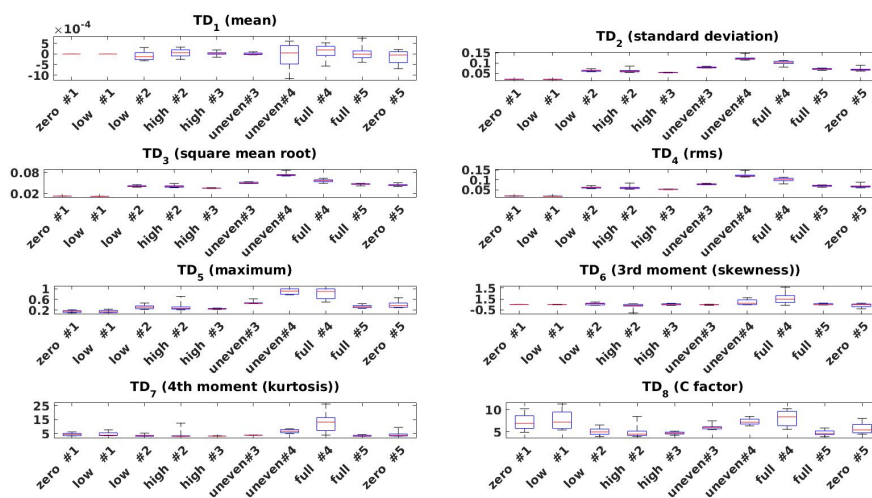 TD1 (mean)
×10-4
5
0
-5
-10
zero #1
low #1
low #2
high #2
high #3
uneven#3
uneven#4
full #4
full #5
zero #5
TD2 (standard deviation)
0.15
0.1
0.05
zero #1
low #1
low #2
high #2
high #3
uneven#3
uneven#4
full #4
full #5
zero #5
TD3 (square mean root)
0.08
0.02
zero #1
low #1
low #2
high #2
high #3
uneven#3
uneven#4
full #4
full #5
zero #5
TD4 (rms)
0.15
0.1
0.05
zero #1
low #1
low #2
high #2
high #3
uneven#3
uneven#4
full #4
full #5
zero #5
TD5 (maximum)
1
0.6
0.2
zero #1
low #1
low #2
high #2
high #3
uneven#3
uneven#4
full #4
full #5
zero #5
TD6 (3rd moment (skewness))
1.5
1.5
-0.5
zero #1
low #1
low #2
high #2
high #3
uneven#3
uneven#4
full #4
full #5
zero #5
TD7 (4th moment (kurtosis))
25
15
5
zero #1
low #1
low #2
high #2
high #3
uneven#3
uneven#4
full #4
full #5
zero #5
TD8 (C factor)
10
5
zero #1
low #1
low #2
high #2
high #3
uneven#3
uneven#4
full #4
full #5
zero #5